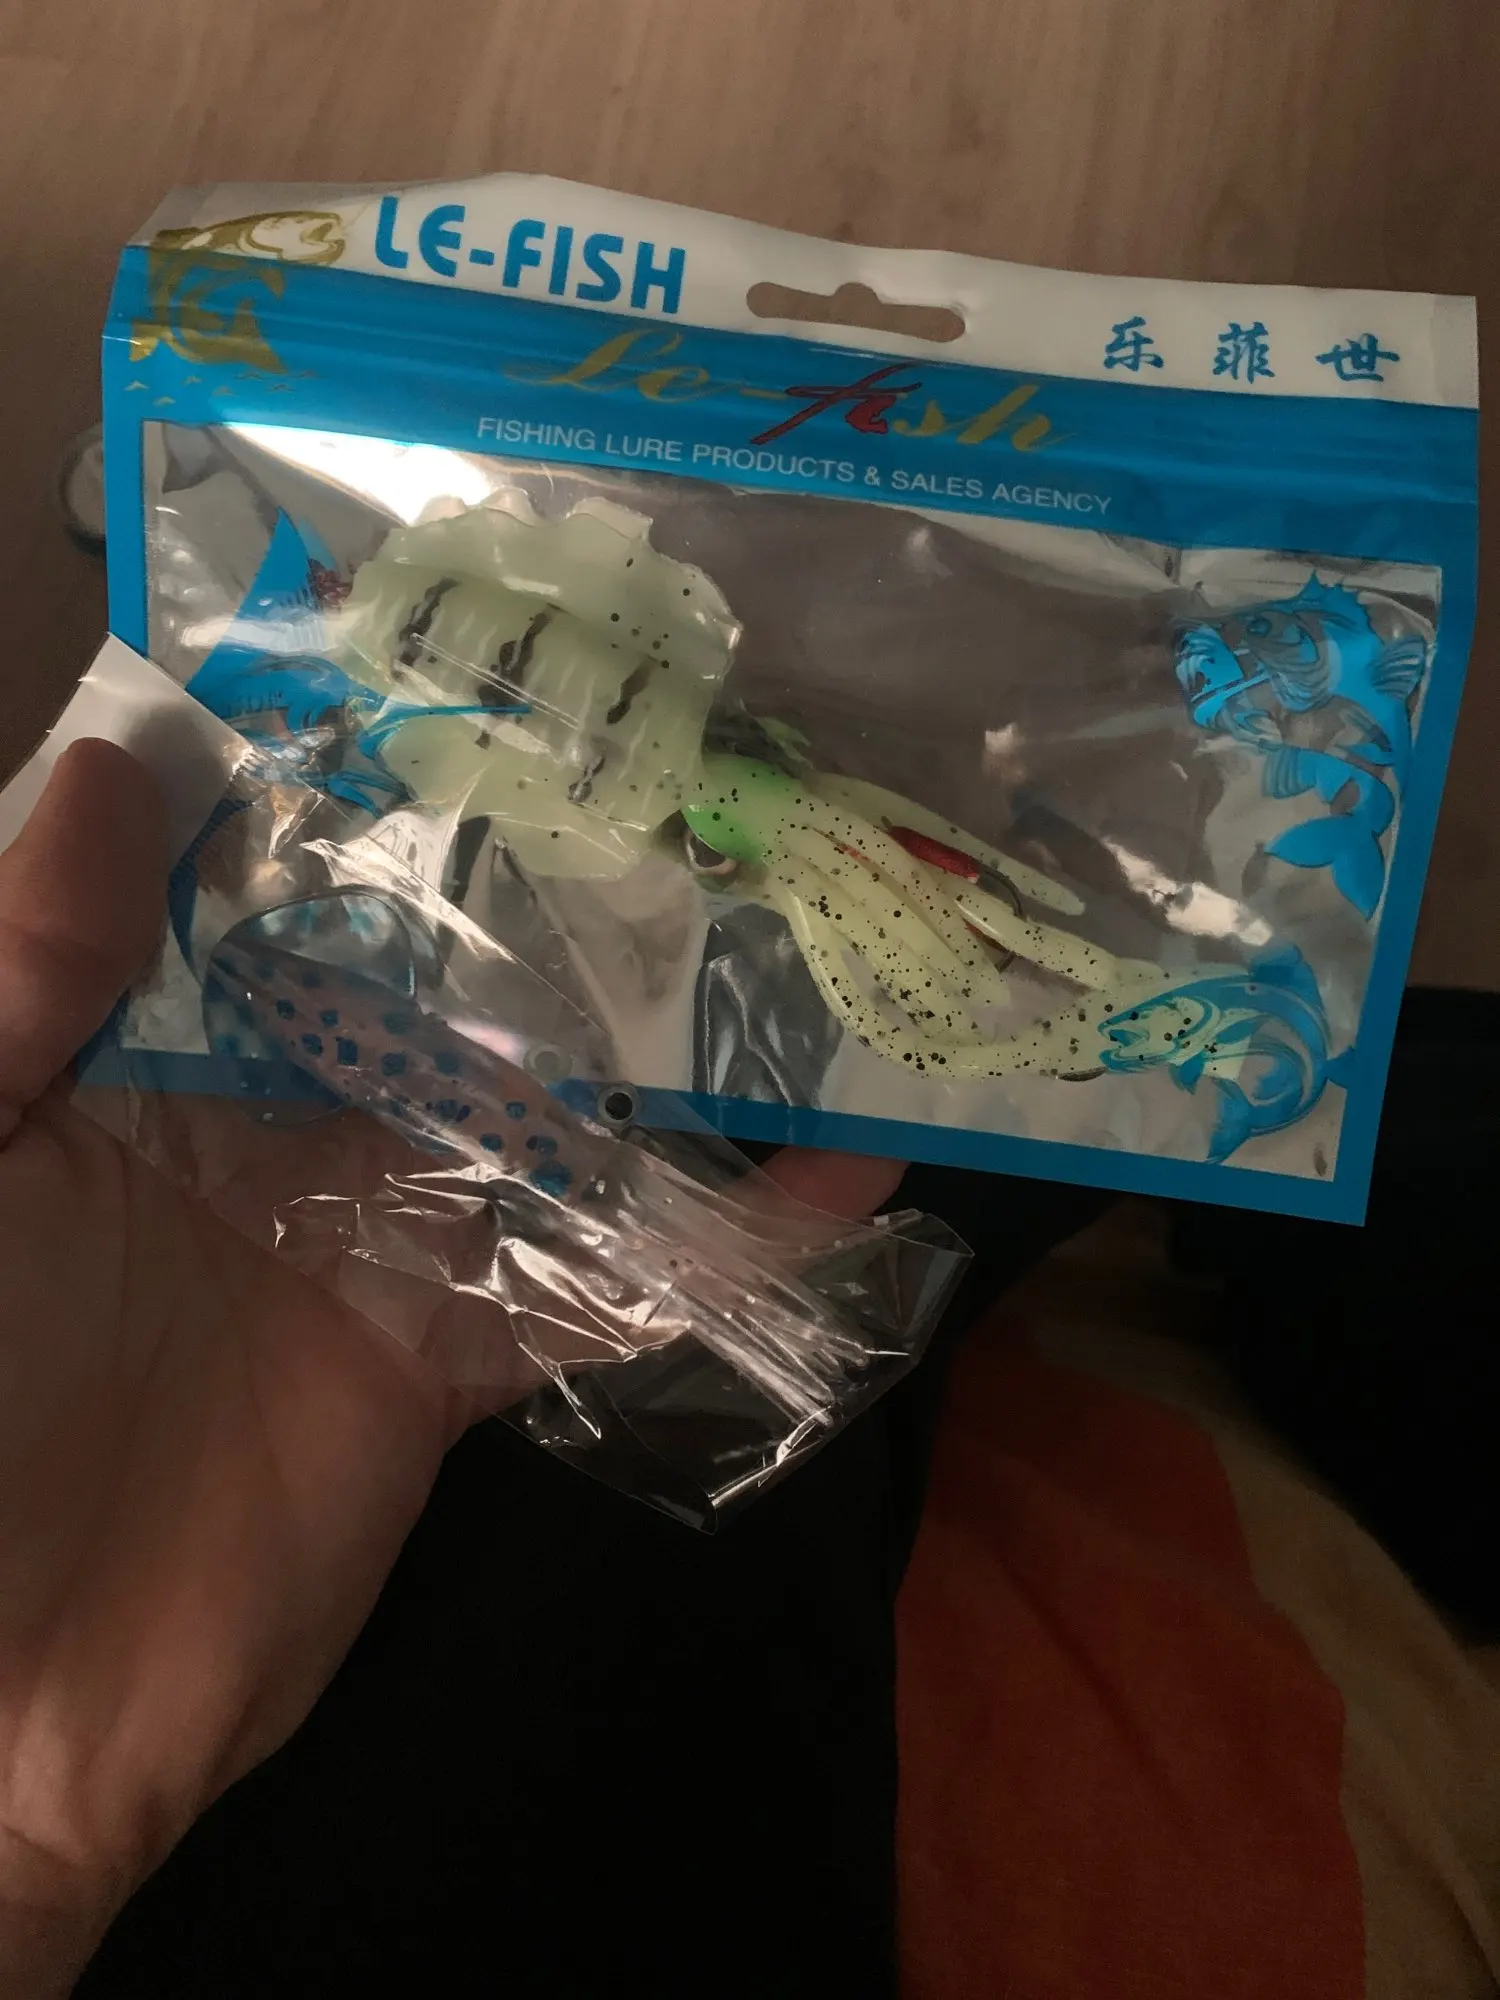 LE-FISH
乐菲世
Le-fish
FISHING LURE PRODUCTS & SALES AGENCY